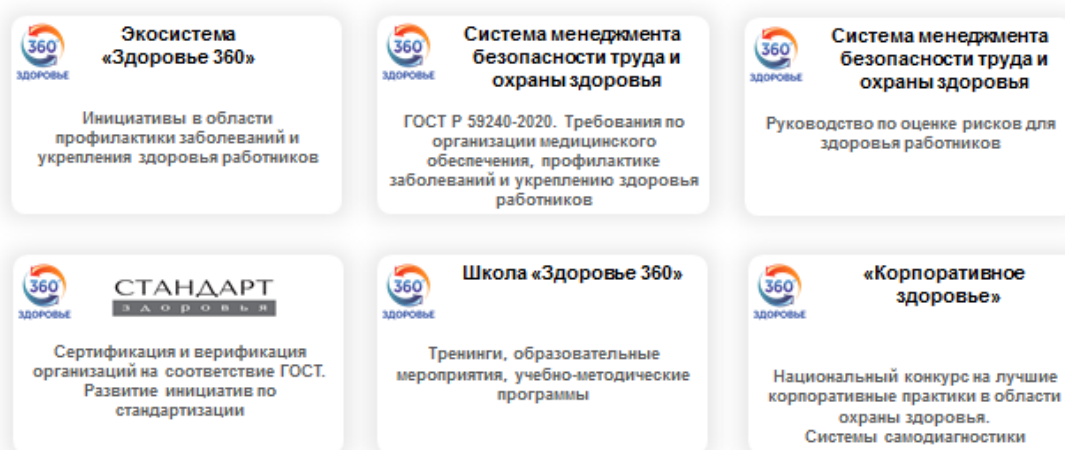 360
ЗДОРОВЬЕ
Экосистема
«Здоровье 360»
Инициативы в области
профилактики заболеваний и
укрепления здоровья работников
360
ЗДОРОВЬЕ
Система менеджмента
безопасности труда и
охраны здоровья
ГОСТ Р 59240-2020. Требования по
организации медицинского
обеспечения, профилактике
заболеваний и укреплению здоровья
работников
360
ЗДОРОВЬЕ
Система менеджмента
безопасности труда и
охраны здоровья
Руководство по оценке рисков для
здоровья работников
360
ЗДОРОВЬЕ
СТАНДАРТ
ЗДОРОВЬЯ
Сертификация и верификация
организаций на соответствие ГОСТ.
Развитие инициатив по
стандартизации
360
ЗДОРОВЬЕ
Школа «Здоровье 360»
Тренинги, образовательные
мероприятия, учебно-методические
программы
360
ЗДОРОВЬЕ
«Корпоративное
здоровье»
Национальный конкурс на лучшие
корпоративные практики в области
охраны здоровья.
Системы самодиагностики